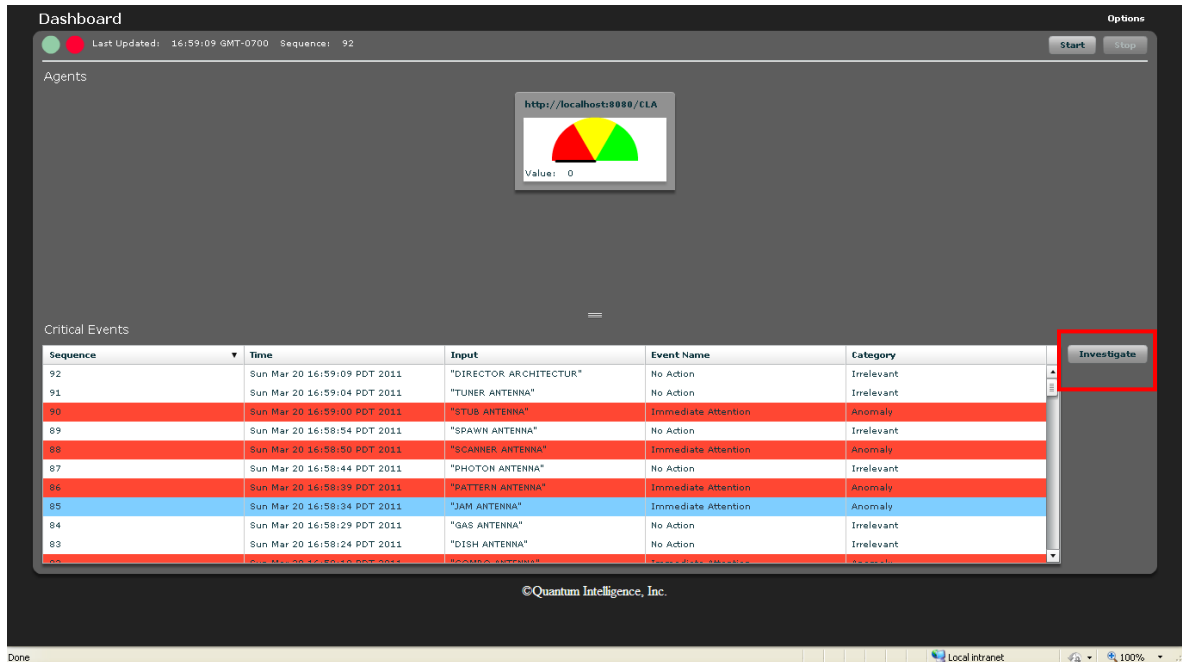 Dashboard
Options
Last Updated: 16:59:09 GMT-0700 Sequence: 92
Start Stop
Agents
http://localhost:8080/CLA
Value: 0
Critical Events
Sequence Time Input Event Name Category
Investigate
92 Sun Mar 20 16:59:09 PDT 2011 "DIRECTOR ARCHITECTUR" No Action Irrelevant
91 Sun Mar 20 16:59:04 PDT 2011 "TUNER ANTENNA" No Action Irrelevant
90 Sun Mar 20 16:59:00 PDT 2011 "STUB ANTENNA" Immediate Attention Anomaly
89 Sun Mar 20 16:58:54 PDT 2011 "SPAWN ANTENNA" No Action Irrelevant
88 Sun Mar 20 16:58:50 PDT 2011 "SCANNER ANTENNA" Immediate Attention Anomaly
87 Sun Mar 20 16:58:44 PDT 2011 "PHOTON ANTENNA" No Action Irrelevant
86 Sun Mar 20 16:58:39 PDT 2011 "PATTERN ANTENNA" Immediate Attention Anomaly
85 Sun Mar 20 16:58:34 PDT 2011 "JAM ANTENNA" Immediate Attention Anomaly
84 Sun Mar 20 16:58:29 PDT 2011 "GAS ANTENNA" No Action Irrelevant
83 Sun Mar 20 16:58:24 PDT 2011 "DISH ANTENNA" No Action Irrelevant
©Quantum Intelligence, Inc.
Done Local intranet 100%